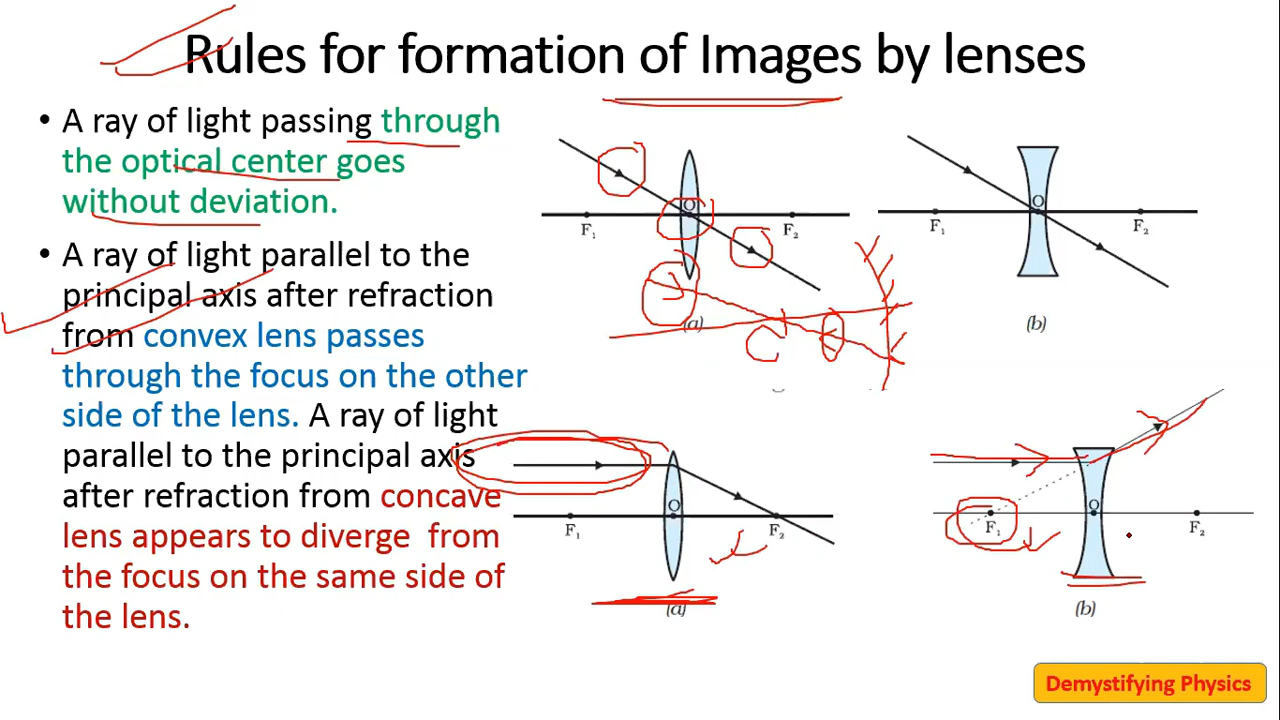 Rules for formation of Images by lenses
• A ray of light passing through
the optical center goes
without deviation.
• A ray of light parallel to the
principal axis after refraction
from convex lens passes
through the focus on the other
side of the lens. A ray of light
parallel to the principal axis
after refraction from concave
lens appears to diverge from
the focus on the same side of
the lens.
O
F₁
F₂
(a)
O
F₁
F₂
(b)
O
F₁
F₂
(a)
O
F₁
F₂
(b)
Demystifying Physics